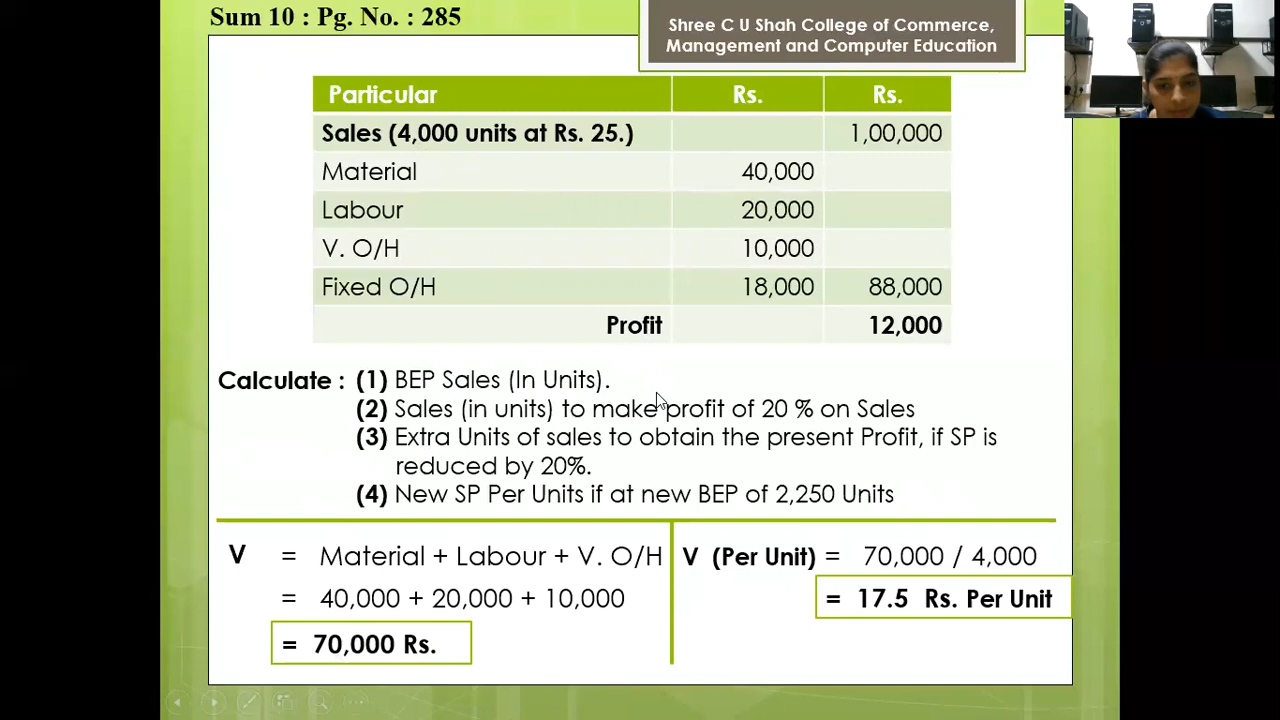 Sum 10 : Pg. No. : 285
Shree C U Shah College of Commerce,
Management and Computer Education
Particular Rs. Rs.
Sales (4,000 units at Rs. 25.) 1,00,000
Material 40,000
Labour 20,000
V. O/H 10,000
Fixed O/H 18,000 88,000
Profit 12,000
Calculate : (1) BEP Sales (In Units).
(2) Sales (in units) to make profit of 20 % on Sales
(3) Extra Units of sales to obtain the present Profit, if SP is
reduced by 20%.
(4) New SP Per Units if at new BEP of 2,250 Units
V = Material + Labour + V. O/H
= 40,000 + 20,000 + 10,000
= 70,000 Rs.
V (Per Unit) = 70,000 / 4,000
= 17.5 Rs. Per Unit